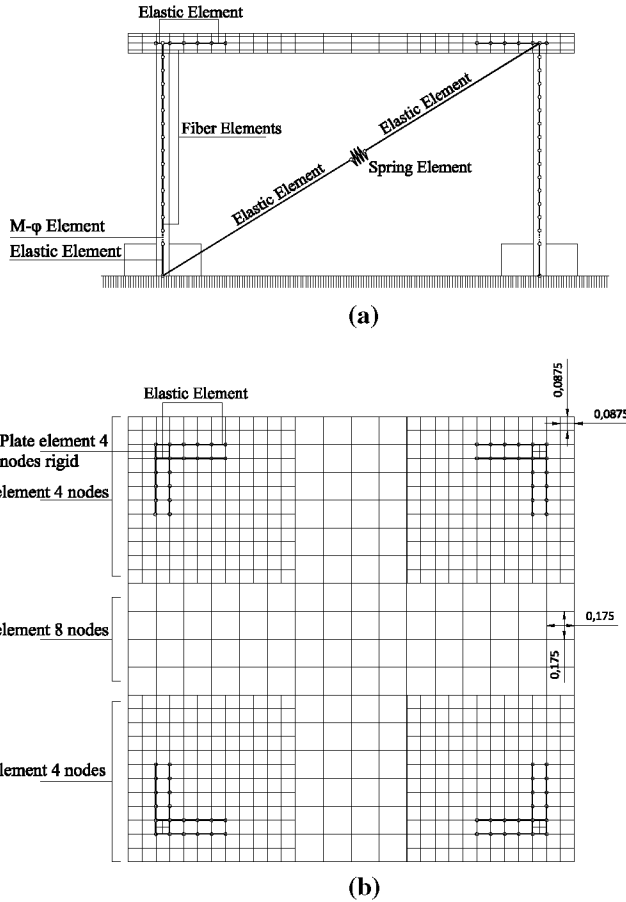 Elastic Element
Elastic Element
Fiber Elements
Elastic Element
Spring Element
M-φ Element
Elastic Element
(a)
Elastic Element
0,0875
0,0875
Plate element 4
nodes rigid
element 4 nodes
element 8 nodes
0,175
0,175
lement 4 nodes
(b)